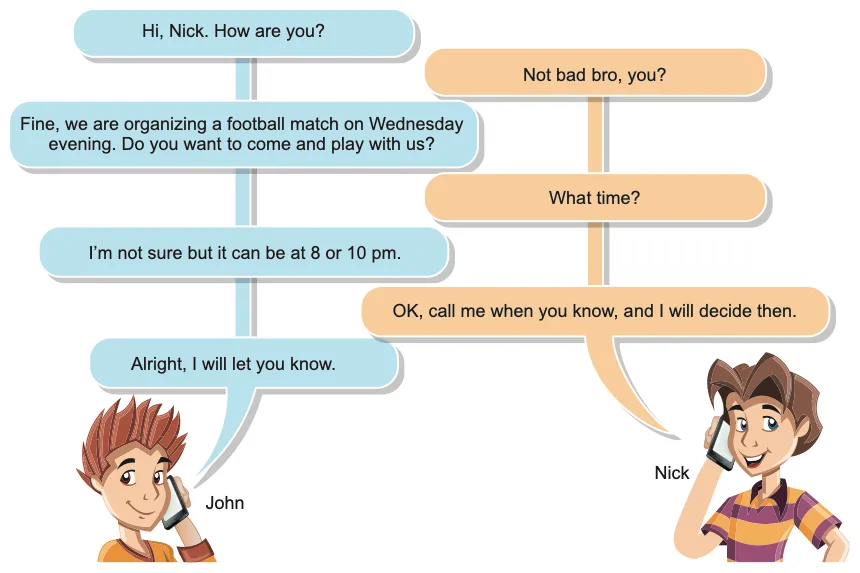 Hi, Nick. How are you?
Not bad bro, you?
Fine, we are organizing a football match on Wednesday
evening. Do you want to come and play with us?
What time?
I’m not sure but it can be at 8 or 10 pm.
OK, call me when you know, and I will decide then.
Alright, I will let you know.
Nick
John